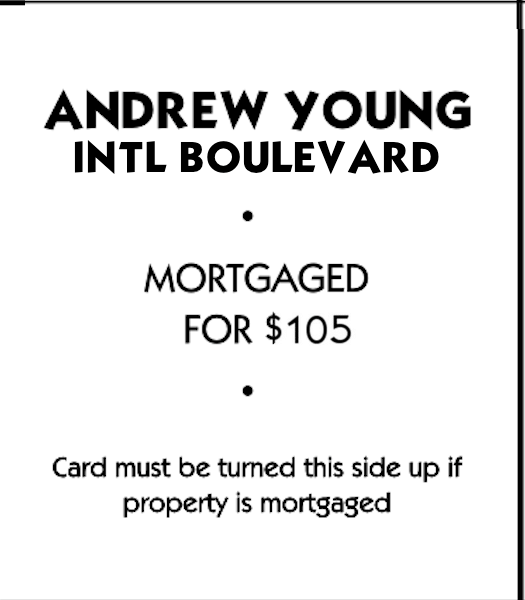 ANDREW YOUNG
INTL BOULEVARD
•
MORTGAGED
FOR $105
•
Card must be turned this side up if
property is mortgaged